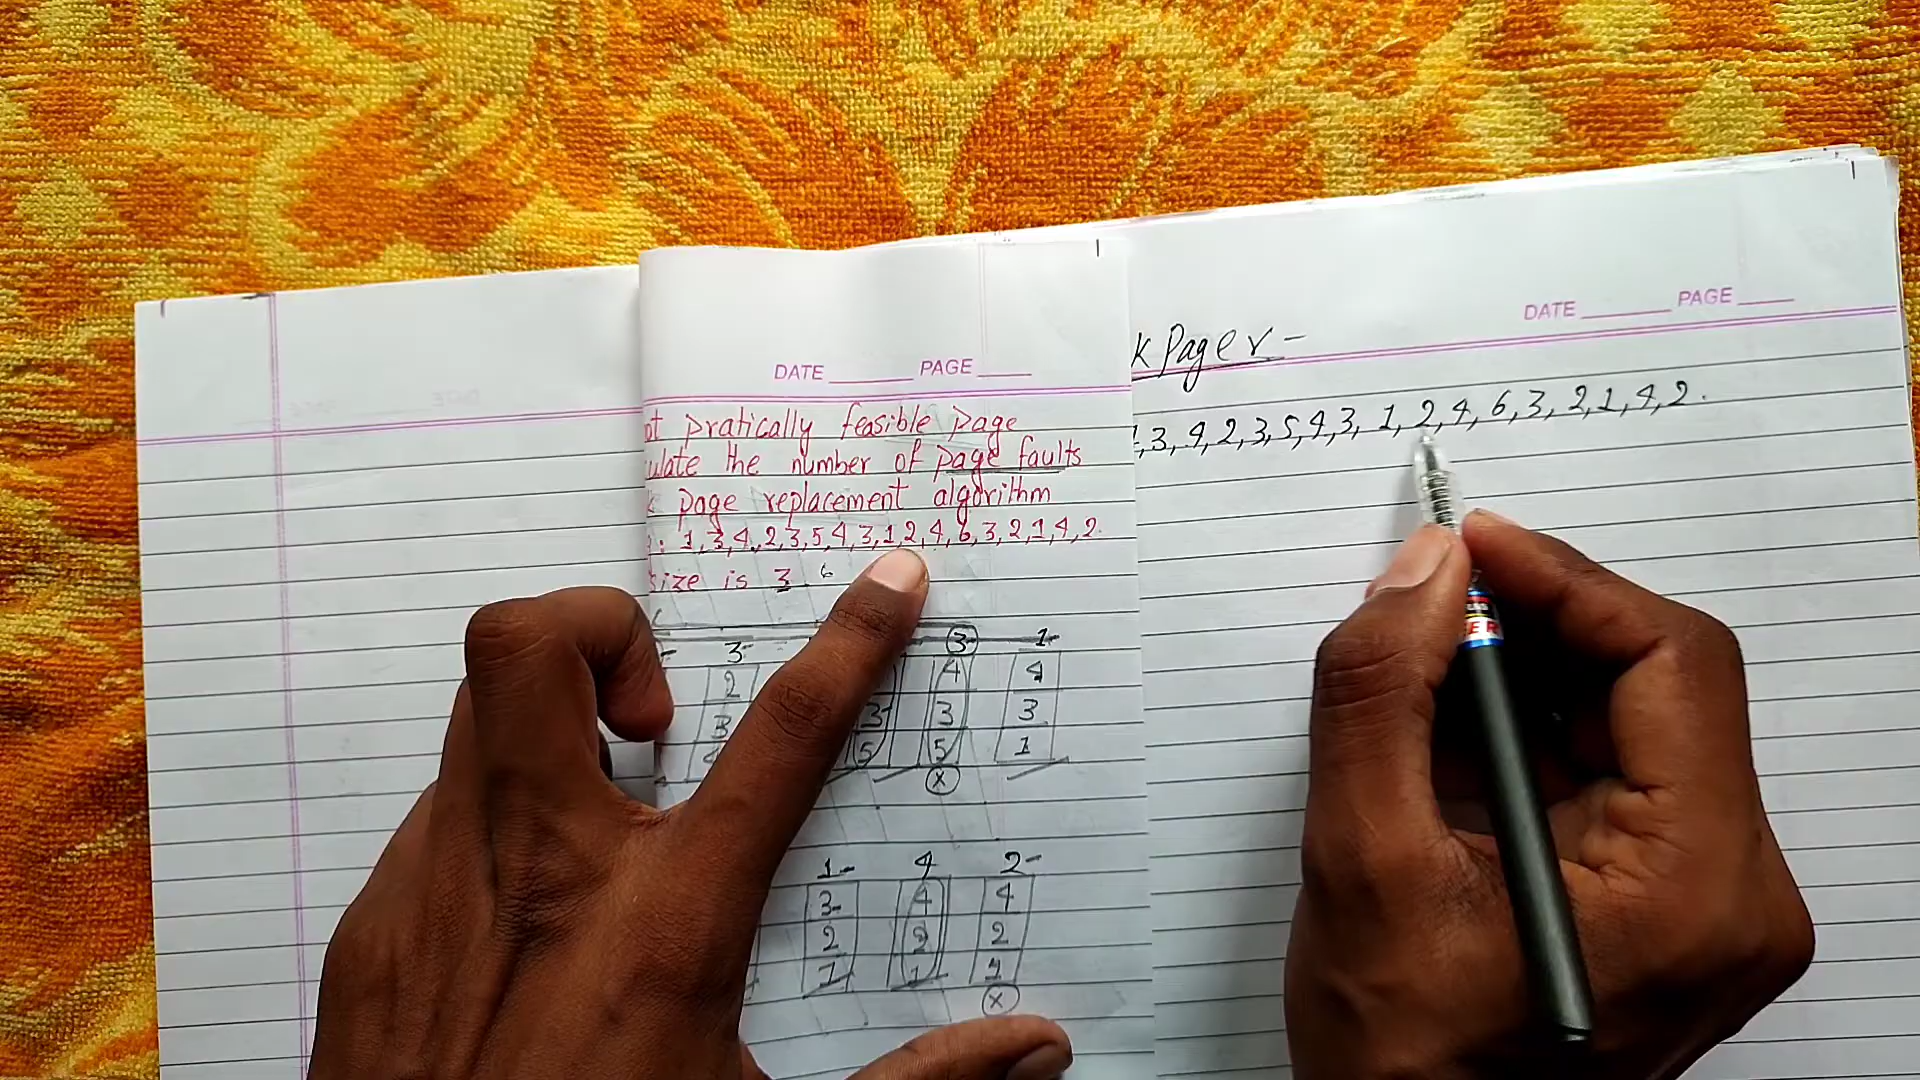 DATE PAGE
pratically feasible page
ulate the number of page faults
page replacement algorithm
: 1,3,4,2,3,5,4,3,1,2,4,6,3,2,1,4,2.
size is 3. 6
3- 3- 1-
2 4 4
3 3- 3 3
5 5 1
x
1- 4 2-
3- 4 4
2 2 2
1 1 1
x
DATE PAGE
K Page r -
,3,4,2,3,5,4,3,1,2,4,6,3,2,1,4,2.